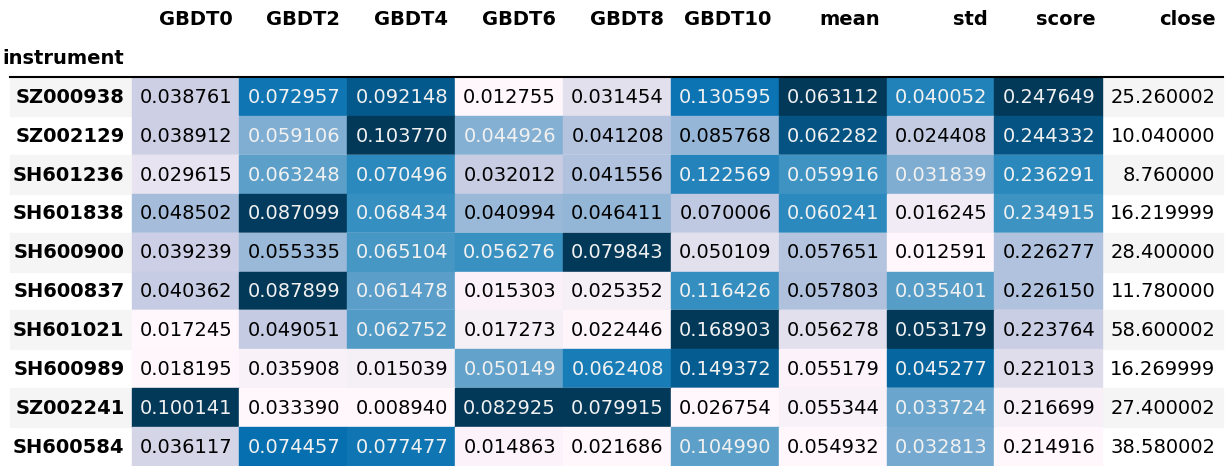 GBDT0 GBDT2 GBDT4 GBDT6 GBDT8 GBDT10 mean std score close
instrument
SZ000938 0.038761 0.072957 0.092148 0.012755 0.031454 0.130595 0.063112 0.040052 0.247649 25.260002
SZ002129 0.038912 0.059106 0.103770 0.044926 0.041208 0.085768 0.062282 0.024408 0.244332 10.040000
SH601236 0.029615 0.063248 0.070496 0.032012 0.041556 0.122569 0.059916 0.031839 0.236291 8.760000
SH601838 0.048502 0.087099 0.068434 0.040994 0.046411 0.070006 0.060241 0.016245 0.234915 16.219999
SH600900 0.039239 0.055335 0.065104 0.056276 0.079843 0.050109 0.057651 0.012591 0.226277 28.400000
SH600837 0.040362 0.087899 0.061478 0.015303 0.025352 0.116426 0.057803 0.035401 0.226150 11.780000
SH601021 0.017245 0.049051 0.062752 0.017273 0.022446 0.168903 0.056278 0.053179 0.223764 58.600002
SH600989 0.018195 0.035908 0.015039 0.050149 0.062408 0.149372 0.055179 0.045277 0.221013 16.269999
SZ002241 0.100141 0.033390 0.008940 0.082925 0.079915 0.026754 0.055344 0.033724 0.216699 27.400002
SH600584 0.036117 0.074457 0.077477 0.014863 0.021686 0.104990 0.054932 0.032813 0.214916 38.580002